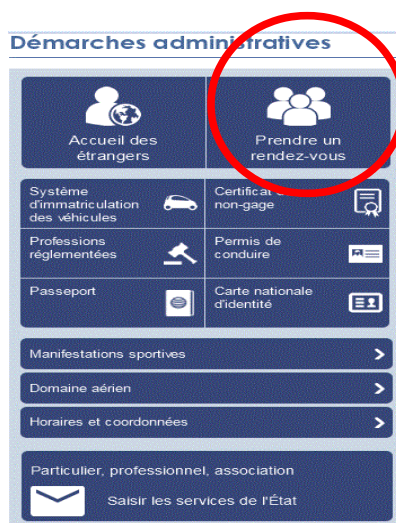 Démarches administratives
Accueil des
étrangers
Prendre un
rendez-vous
Système
d'immatriculation
des véhicules
Certificat
non-gage
Professions
réglementées
Permis de
conduire
Passeport
Carte nationale
d'identité
Manifestations sportives
Domaine aérien
Horaires et coordonnées
Particulier, professionnel, association
Saisir les services de l'État